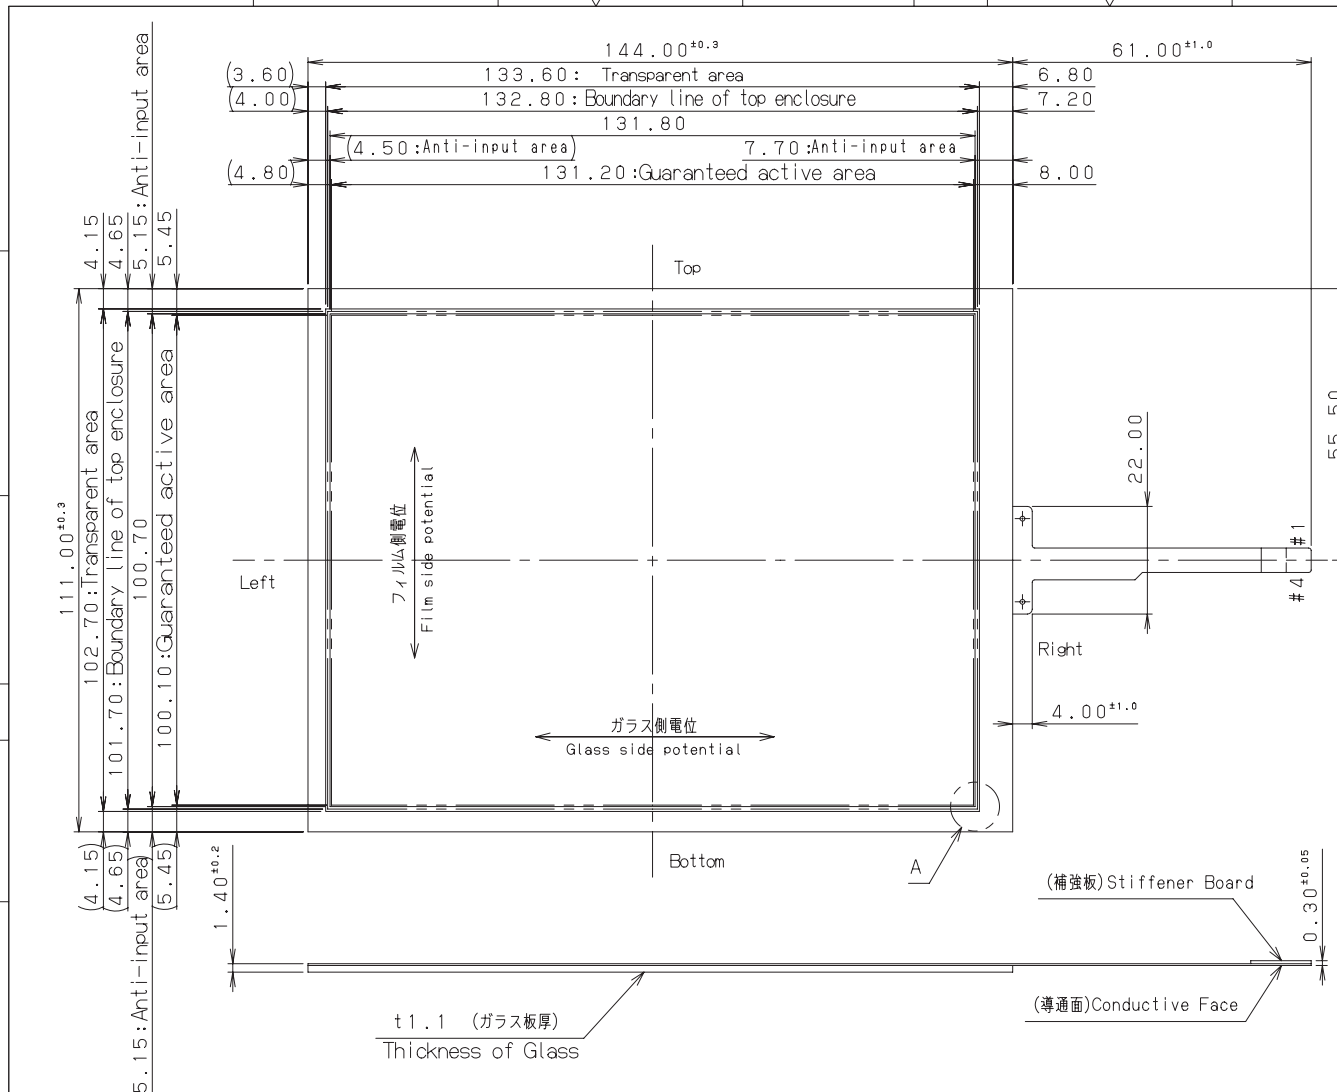 144.00±0.3
61.00±1.0
(3.60)
133.60: Transparent area
6.80
(4.00)
132.80:Boundary line of top enclosure
7.20
131.80
(4.50:Anti-input area)
7.70:Anti-input area
(4.80)
131.20:Guaranteed active area
8.00
4.15
4.65
5.15:Anti-input area
5.45
Top
111.00±0.3
102.70:Transparent area
101.70:Boundary line of top enclosure
100.70
100.10:Guaranteed active area
Left
フィルム側電位
Film side potential
ガラス側電位
Glass side potential
22.00
55.50
#1
#4
Right
4.00±1.0
(4.15)
(4.65)
5.15:Anti-input area)
(5.45)
Bottom
A
1.40±0.2
(補強板)Stiffener Board
0.30±0.05
(導通面)Conductive Face
t1.1 (ガラス板厚)
Thickness of Glass